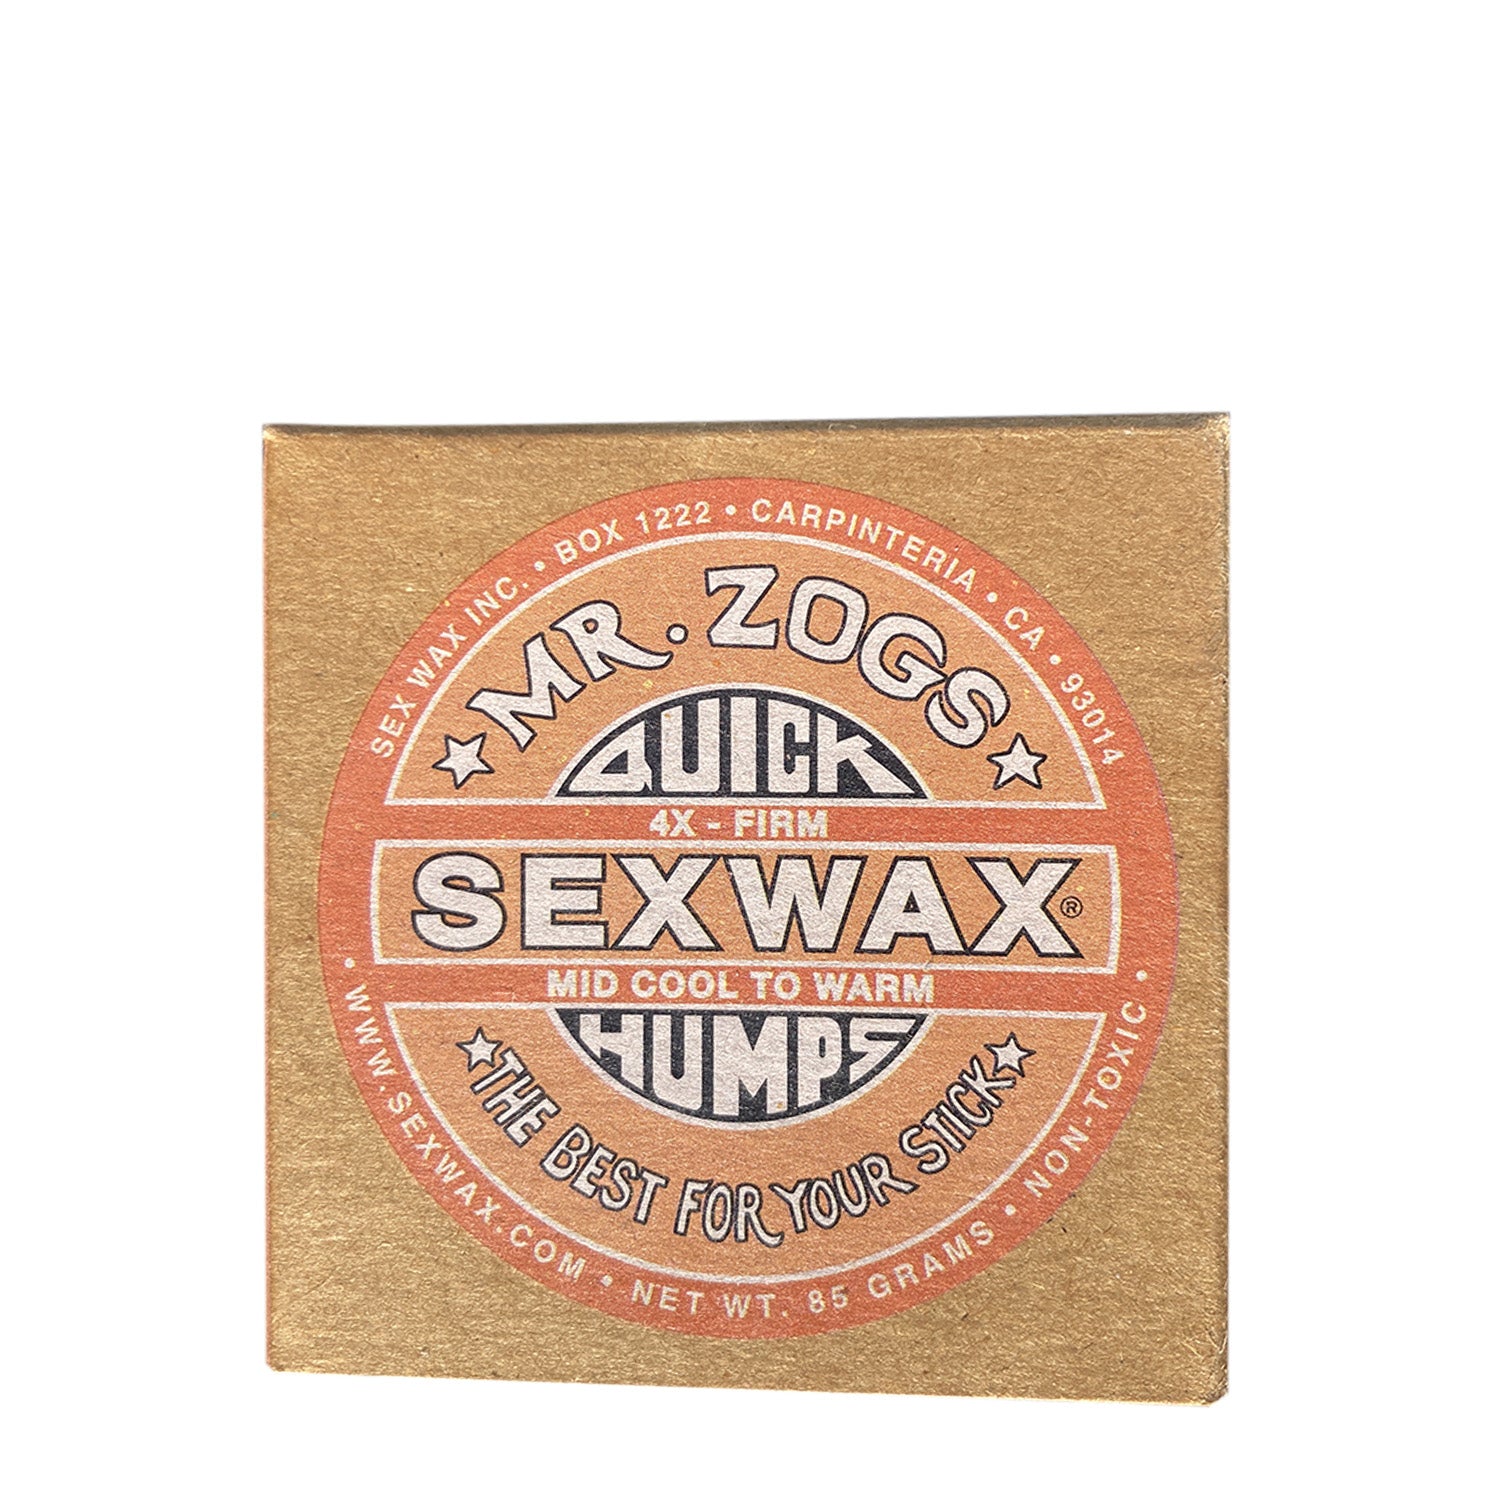 SEX WAX INC. • BOX 1222 • CARPINTERIA • CA • 93014
MR. ZOGS
QUICK
4X - FIRM
SEXWAX®
MID COOL TO WARM
HUMPS
THE BEST FOR YOUR STICK
• WWW.SEXWAX.COM • NET WT. 85 GRAMS • NON-TOXIC •